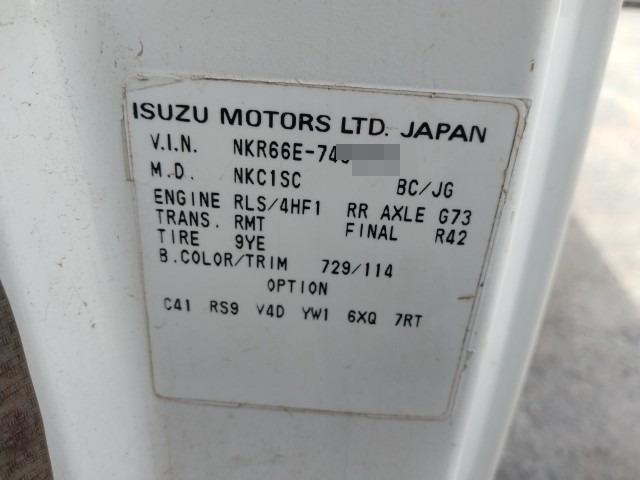 ISUZU MOTORS LTD. JAPAN
V.I.N. NKR66E-74
M.D. NKC1SC BC/JG
ENGINE RLS/4HF1 RR AXLE G73
TRANS. RMT FINAL R42
TIRE 9YE
B.COLOR/TRIM 729/114
OPTION
C41 RS9 V4D YW1 6XQ 7RT